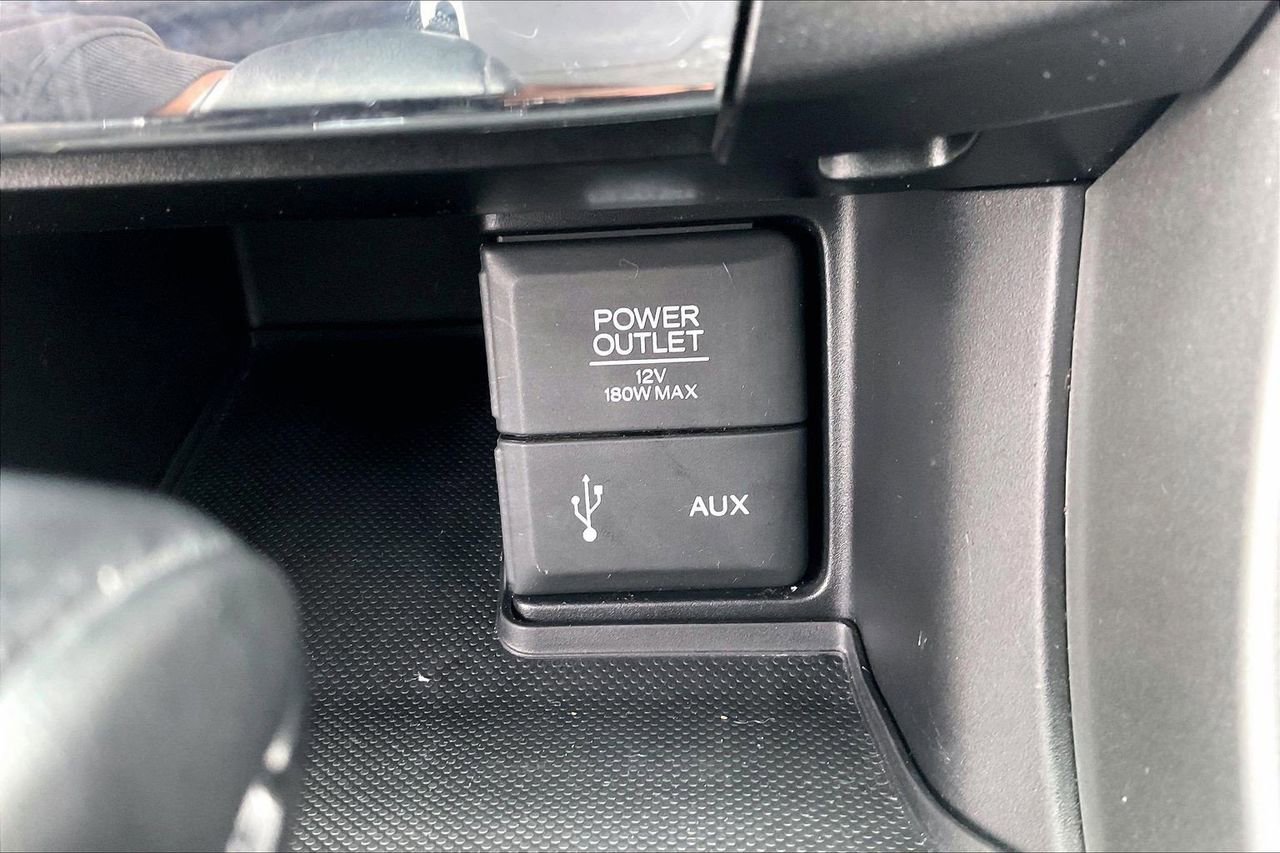 POWER
OUTLET
12V
180W MAX
AUX